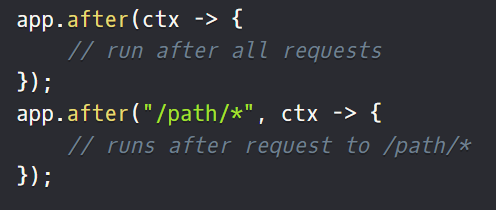 app.after(ctx -> {
    // run after all requests
});
app.after("/path/*", ctx -> {
    // runs after request to /path/*
});